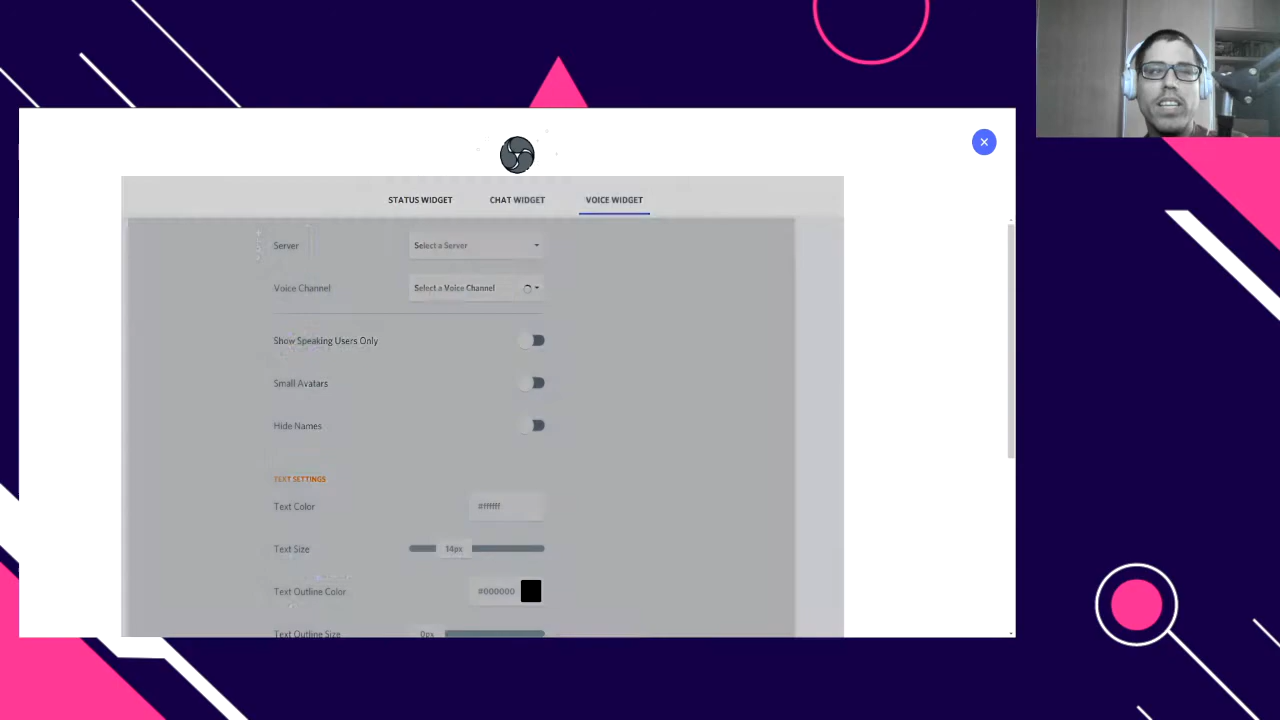 STATUS WIDGET CHAT WIDGET VOICE WIDGET
Server Select a Server
Voice Channel Select a Voice Channel
Show Speaking Users Only
Small Avatars
Hide Names
TEXT SETTINGS
Text Color #ffffff
Text Size 14px
Text Outline Color #000000
Text Outline Size 0px